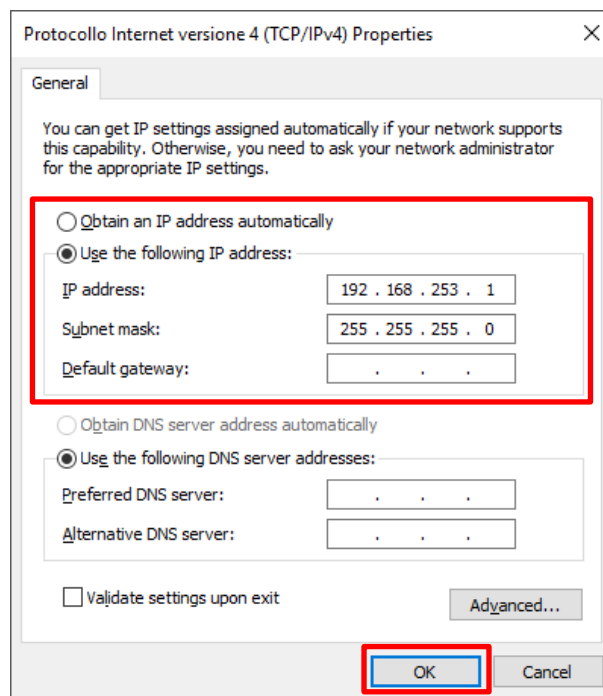 Protocollo Internet versione 4 (TCP/IPv4) Properties
General
You can get IP settings assigned automatically if your network supports
this capability. Otherwise, you need to ask your network administrator
for the appropriate IP settings.
Obtain an IP address automatically
Use the following IP address:
IP address: 192 . 168 . 253 . 1
Subnet mask: 255 . 255 . 255 . 0
Default gateway: . . .
Obtain DNS server address automatically
Use the following DNS server addresses:
Preferred DNS server: . . .
Alternative DNS server: . . .
Validate settings upon exit
Advanced...
OK Cancel